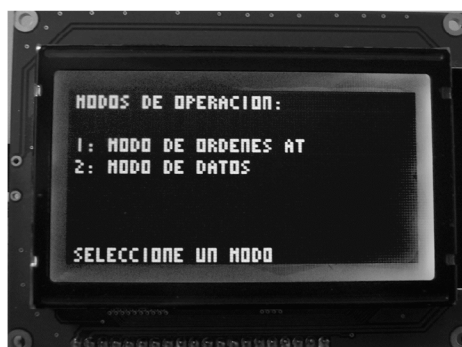 MODOS DE OPERACION:
1: MODO DE ORDENES AT
2: MODO DE DATOS
SELECCIONE UN MODO